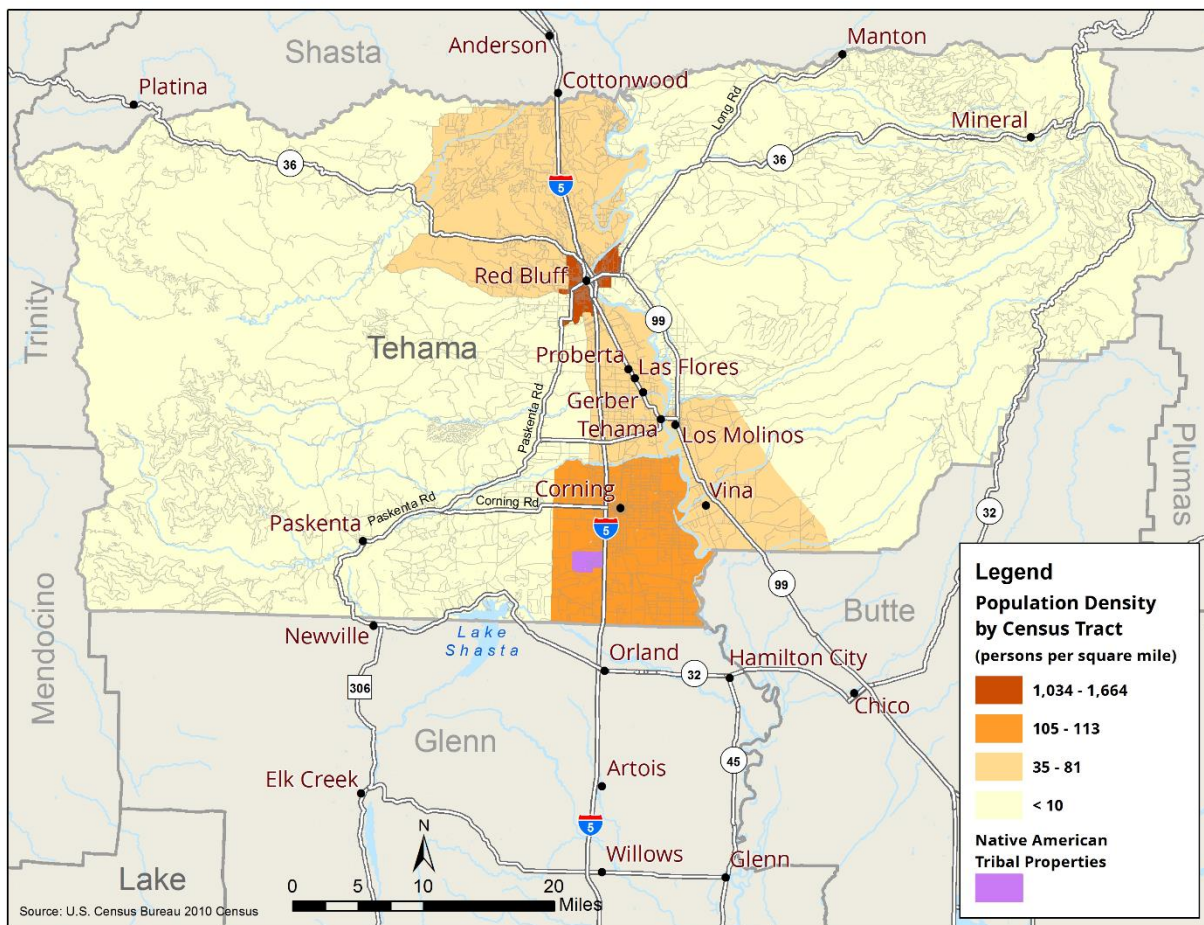 Anderson
Manton
Shasta
Platina
Cottonwood
Long Rd
Mineral
36
36
5
Red Bluff
Trinity
99
Tehama
Proberta
Las Flores
Paskenta Rd
Gerber
Tehama
Los Molinos
Plumas
Corning
Vina
Paskenta Rd
Corning Rd
32
Paskenta
5
Mendocino
99
Butte
Newville
Lake
Shasta
Orland
32
Hamilton City
306
Chico
Glenn
45
Elk Creek
Artois
5
N
Willows
Glenn
Lake
0 5 10 20
Miles
Source: U.S. Census Bureau 2010 Census
Legend
Population Density
by Census Tract
(persons per square mile)
1,034 - 1,664
105 - 113
35 - 81
< 10
Native American
Tribal Properties